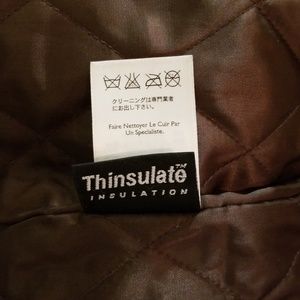 クリーニングは専門業者
にお出し下さい。
Faire Nettoyer Le Cuir Par
Un Specialiste.
Thinsulate™
INSULATION